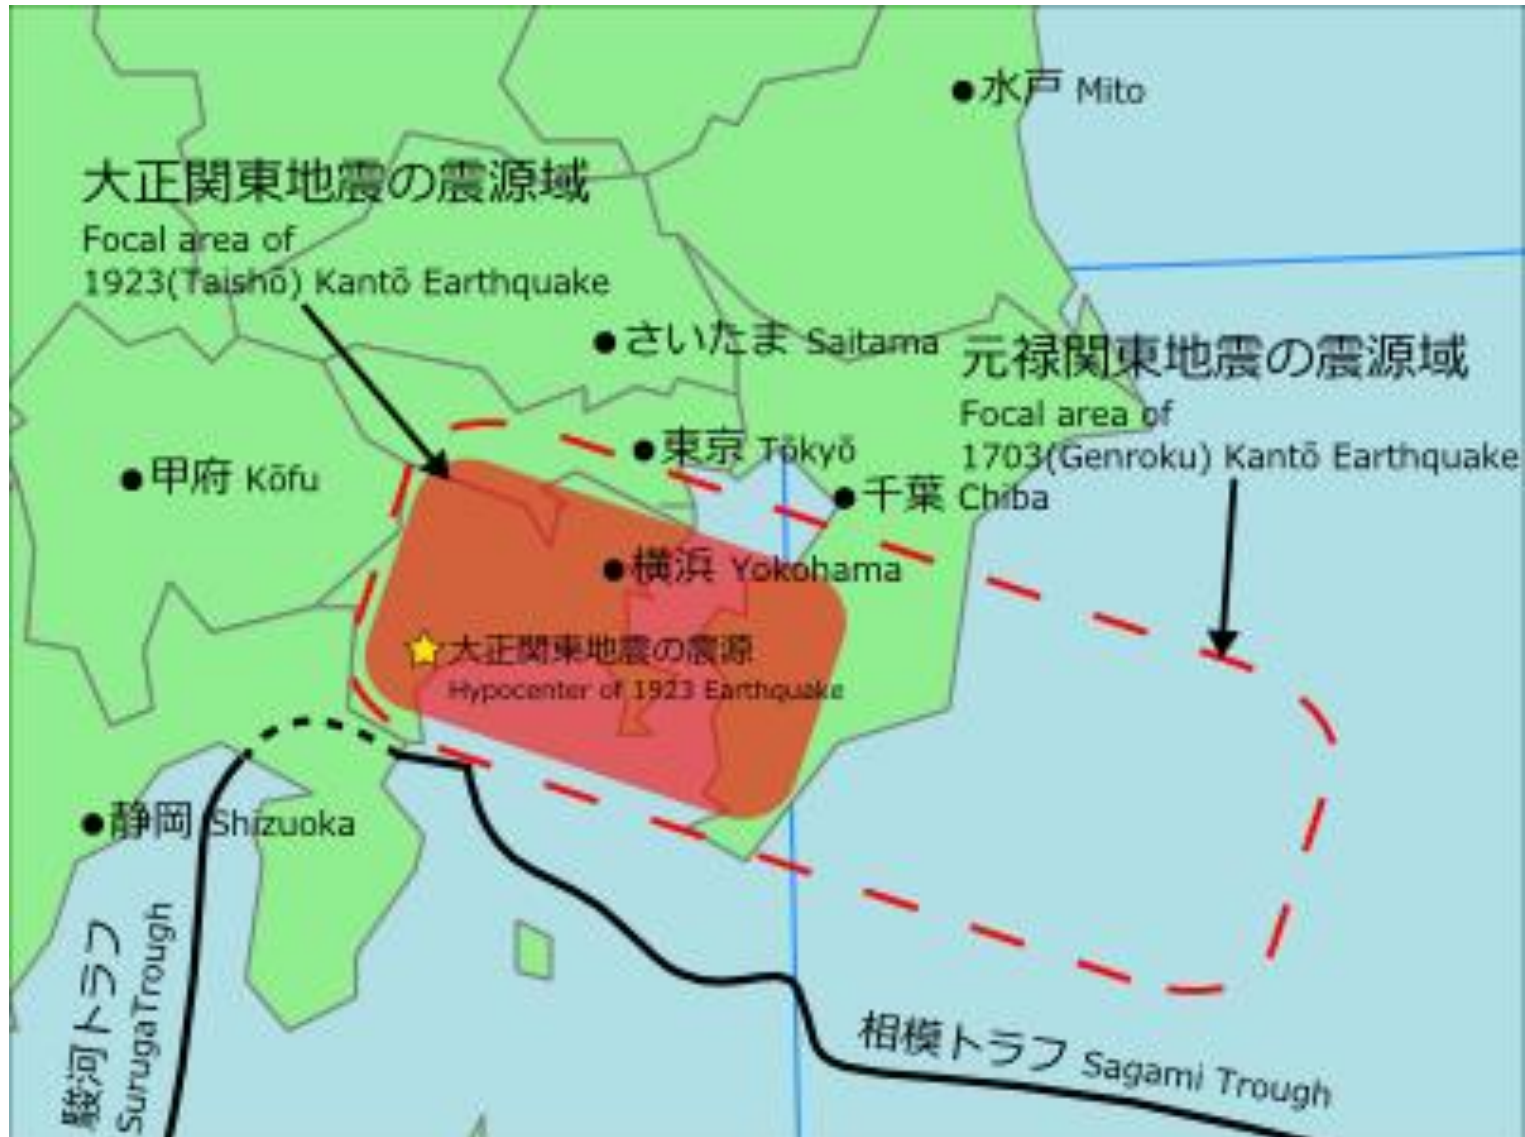 水戸 Mito
大正関東地震の震源域
Focal area of
1923(Taishō) Kantō Earthquake
さいたま Saitama
元禄関東地震の震源域
Focal area of
1703(Genroku) Kantō Earthquake
東京 Tōkyō
甲府 Kōfu
千葉 Chiba
横浜 Yokohama
大正関東地震の震源
Hypocenter of 1923 Earthquake
静岡 Shizuoka
駿河トラフ
SurugaTrough
相模トラフ Sagami Trough